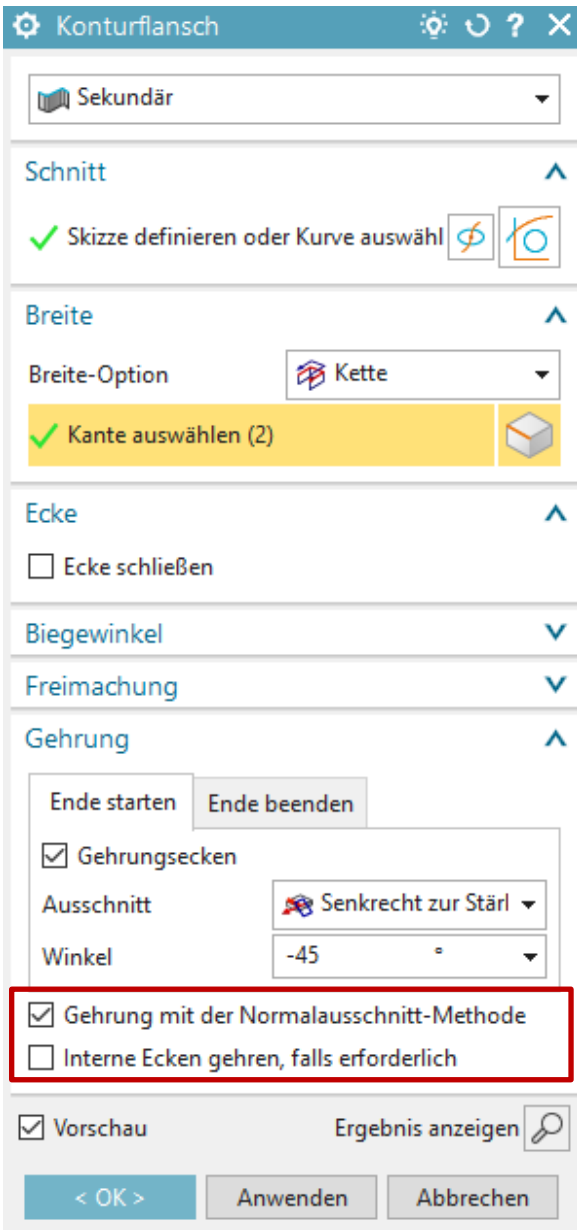 Konturflansch ?
Sekundär
Schnitt
Skizze definieren oder Kurve auswähl
Breite
Breite-Option Kette
Kante auswählen (2)
Ecke
Ecke schließen
Biegewinkel
Freimachung
Gehrung
Ende starten Ende beenden
Gehrungsecken
Ausschnitt Senkrecht zur Stärl
Winkel -45 °
Gehrung mit der Normalausschnitt-Methode
Interne Ecken gehren, falls erforderlich
Vorschau Ergebnis anzeigen
< OK > Anwenden Abbrechen